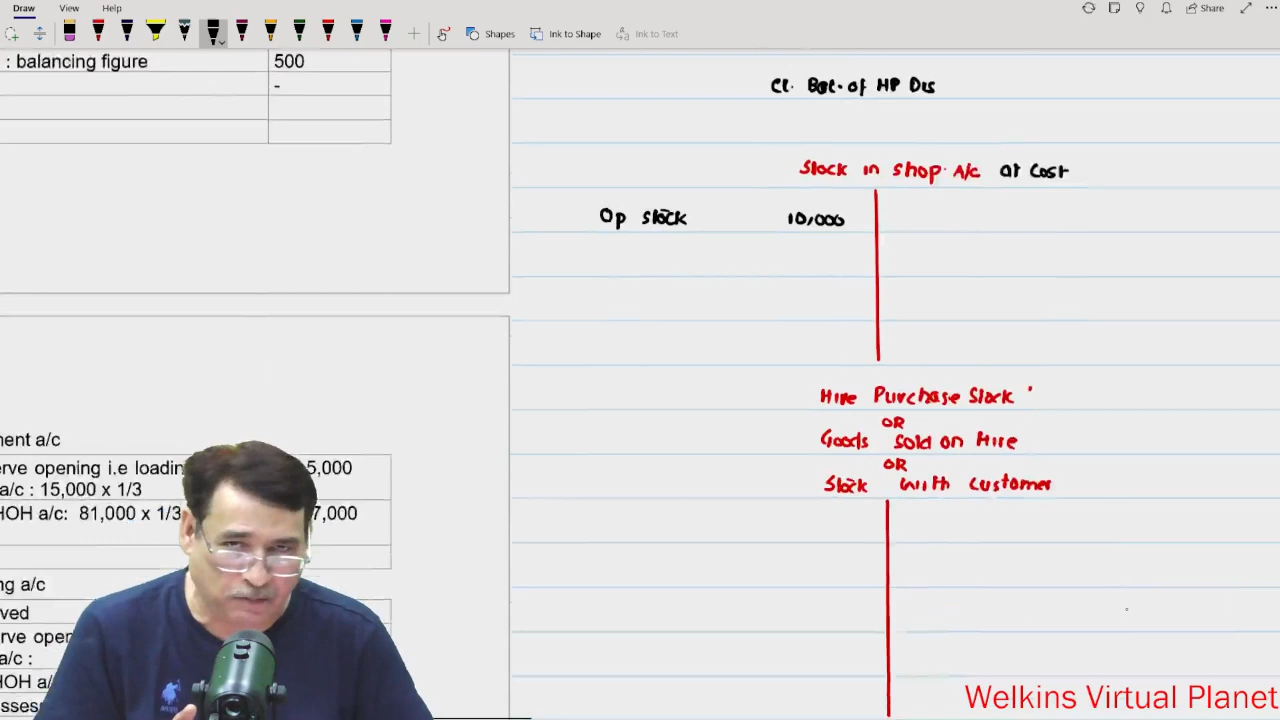 Draw View Help
Share
Shapes Ink to Shape Ink to Text
: balancing figure 500
-
ment a/c
erve opening i.e loadin 5,000
a/c : 15,000 x 1/3
HOH a/c: 81,000 x 1/3 7,000
ng a/c
ved
erve ope
a/c :
HOH a/
ssess
Cl. Bal. of HP Drs
Stock in Shop A/c at Cost
Op Stock 10,000
Hire Purchase Stock
OR
Goods Sold on Hire
OR
Stock with Customer
Welkins Virtual Planet